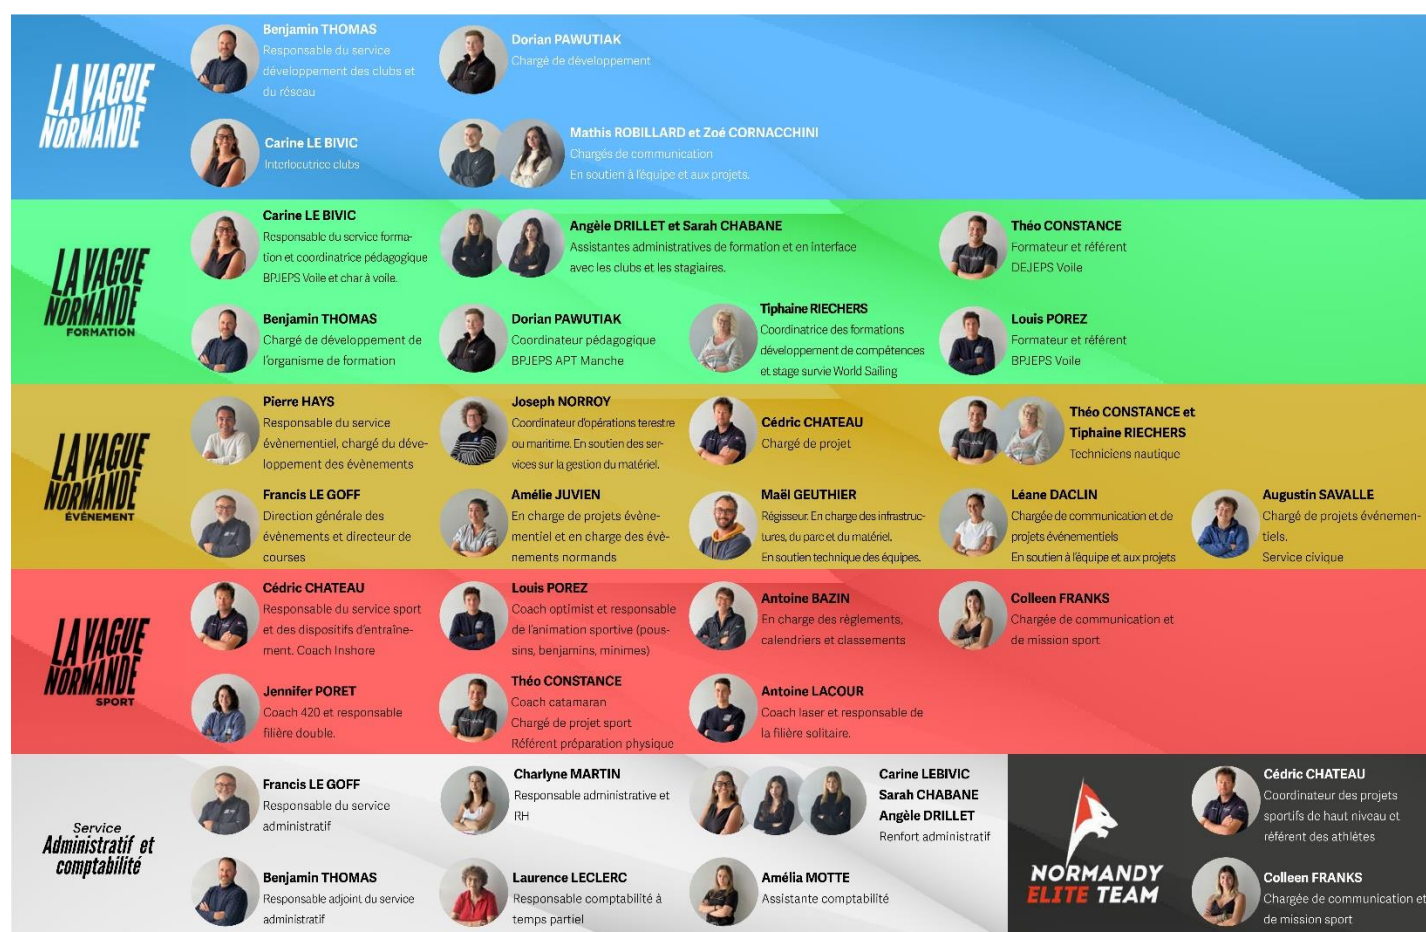 LA VAGUE
NORMANDE
Benjamin THOMAS
Responsable du service
développement des clubs et
du réseau
Dorian PAWUTIAK
Chargé de développement
Carine LE BIVIC
Interlocutrice clubs
Mathis ROBILLARD et Zoé CORNACCHINI
Chargés de communication
En soutien à l'équipe et aux projets.
LA VAGUE
NORMANDE
FORMATION
Carine LE BIVIC
Responsable du service forma-
tion et coordinatrice pédagogique
BPJEPS Voile et char à voile.
Angèle DRILLET et Sarah CHABANE
Assistantes administratives de formation et en interface
avec les clubs et les stagiaires.
Théo CONSTANCE
Formateur et référent
DEJEPS Voile
Benjamin THOMAS
Chargé de développement de
l'organisme de formation
Dorian PAWUTIAK
Coordinateur pédagogique
BPJEPS APT Manche
Tiphaine RIECHERS
Coordinatrice des formations
développement de compétences
et stage survie World Sailing
Louis POREZ
Formateur et référent
BPJEPS Voile
LA VAGUE
NORMANDE
ÉVÉNEMENT
Pierre HAYS
Responsable du service
évènementiel, chargé du déve-
loppement des évènements
Joseph NORROY
Coordinateur d'opérations terestre
ou maritime. En soutien des ser-
vices sur la gestion du matériel.
Cédric CHATEAU
Chargé de projet
Théo CONSTANCE et
Tiphaine RIECHERS
Techniciens nautique
Francis LE GOFF
Direction générale des
évènements et directeur de
courses
Amélie JUVIEN
En charge de projets évène-
mentiel et en charge des évè-
nements normands
Maël GEUTHIER
Régisseur. En charge des infrastruc-
tures, du parc et du matériel.
En soutien technique des équipes.
Léane DACLIN
Chargée de communication et de
projets événementiels
En soutien à l'équipe et aux projets
Augustin SAVALLE
Chargé de projets événemen-
tiels.
Service civique
LA VAGUE
NORMANDE
SPORT
Cédric CHATEAU
Responsable du service sport
et des dispositifs d'entraîne-
ment. Coach Inshore
Louis POREZ
Coach optimist et responsable
de l'animation sportive (pous-
sins, benjamins, minimes)
Antoine BAZIN
En charge des règlements,
calendriers et classements
Colleen FRANKS
Chargée de communication et
de mission sport
Jennifer PORET
Coach 420 et responsable
filière double.
Théo CONSTANCE
Coach catamaran
Chargé de projet sport
Référent préparation physique
Antoine LACOUR
Coach laser et responsable de
la filière solitaire.
Service
Administratif et
comptabilité
Francis LE GOFF
Responsable du service
administratif
Charlyne MARTIN
Responsable administrative et
RH
Carine LEBIVIC
Sarah CHABANE
Angèle DRILLET
Renfort administratif
Benjamin THOMAS
Responsable adjoint du service
administratif
Laurence LECLERC
Responsable comptabilité à
temps partiel
Amélia MOTTE
Assistante comptabilité
NORMANDY
ELITE TEAM
Cédric CHATEAU
Coordinateur des projets
sportifs de haut niveau et
référent des athlètes
Colleen FRANKS
Chargée de communication et
de mission sport